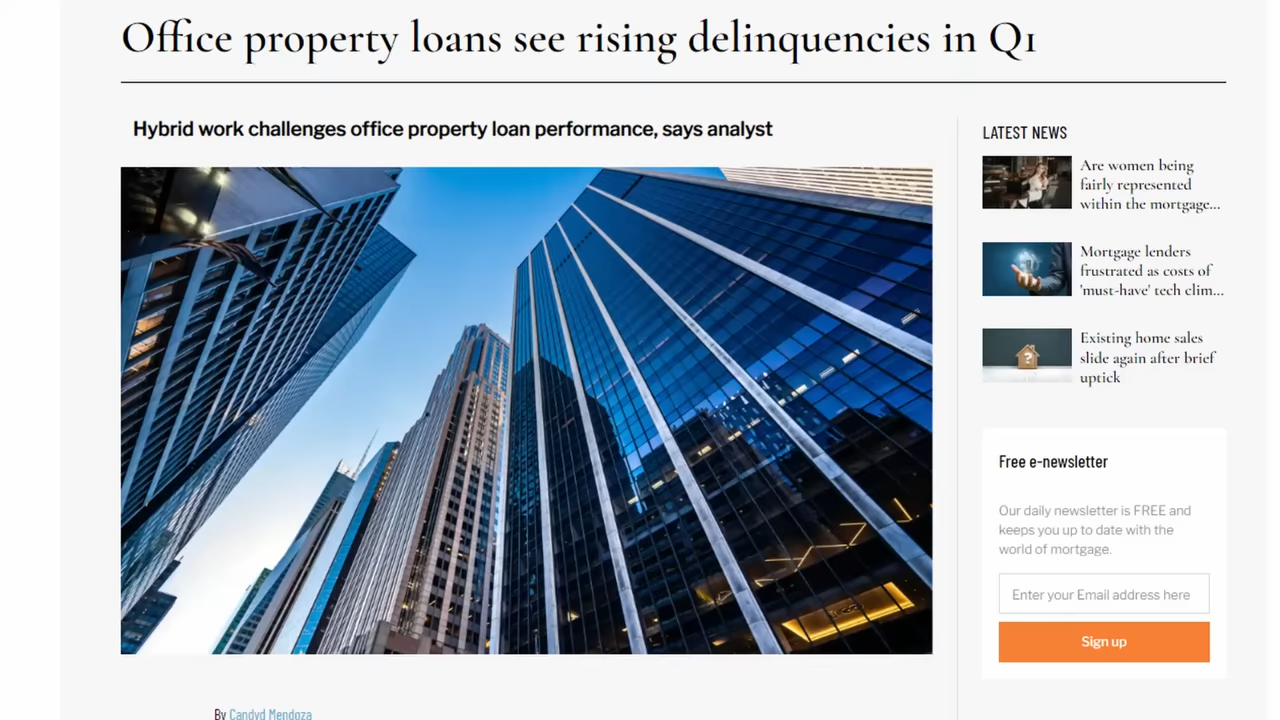 Office property loans see rising delinquencies in Q1
Hybrid work challenges office property loan performance, says analyst
LATEST NEWS
Are women being
fairly represented
within the mortgage...
Mortgage lenders
frustrated as costs of
'must-have' tech clim...
Existing home sales
slide again after brief
uptick
Free e-newsletter
Our daily newsletter is FREE and
keeps you up to date with the
world of mortgage.
Enter your Email address here
Sign up
By Candyd Mendoza